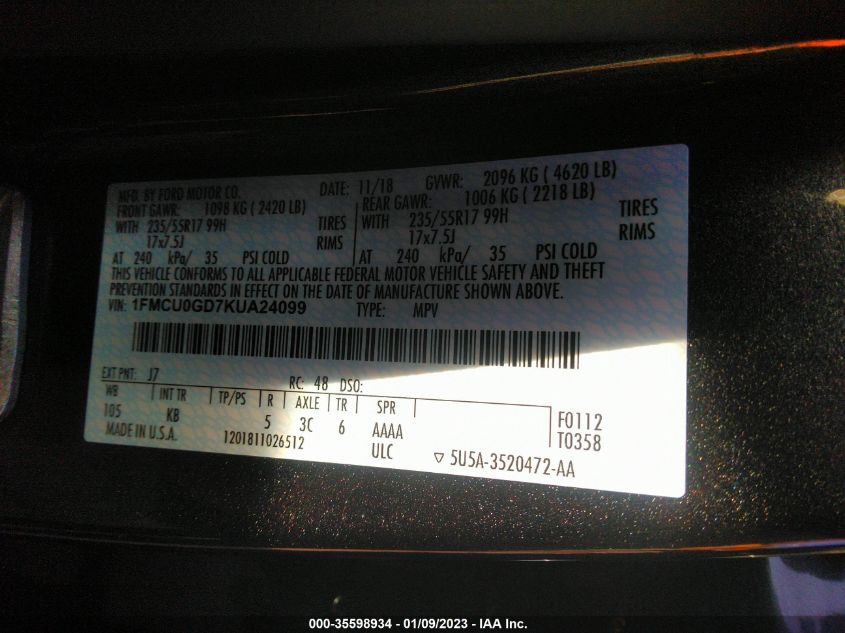 MFD. BY FORD MOTOR CO. DATE: 11/18 GVWR: 2096 KG ( 4620 LB)
FRONT GAWR: 1098 KG ( 2420 LB) REAR GAWR: 1006 KG ( 2218 LB)
WITH 235/55R17 99H TIRES WITH 235/55R17 99H TIRES
17x7.5J RIMS 17x7.5J RIMS
AT 240 kPa/ 35 PSI COLD AT 240 kPa/ 35 PSI COLD
THIS VEHICLE CONFORMS TO ALL APPLICABLE FEDERAL MOTOR VEHICLE SAFETY AND THEFT
PREVENTION STANDARDS IN EFFECT ON THE DATE OF MANUFACTURE SHOWN ABOVE.
VIN: 1FMCU0GD7KUA24099 TYPE: MPV
EXT PNT: J7 RC: 48 DSO:
WB INT TR TP/PS R AXLE TR SPR
105 KB 5 3C 6 AAAA F0112
MADE IN U.S.A. 1201811026512 ULC T0358
▽ 5U5A-3520472-AA
000-35598934 - 01/09/2023 - IAA Inc.